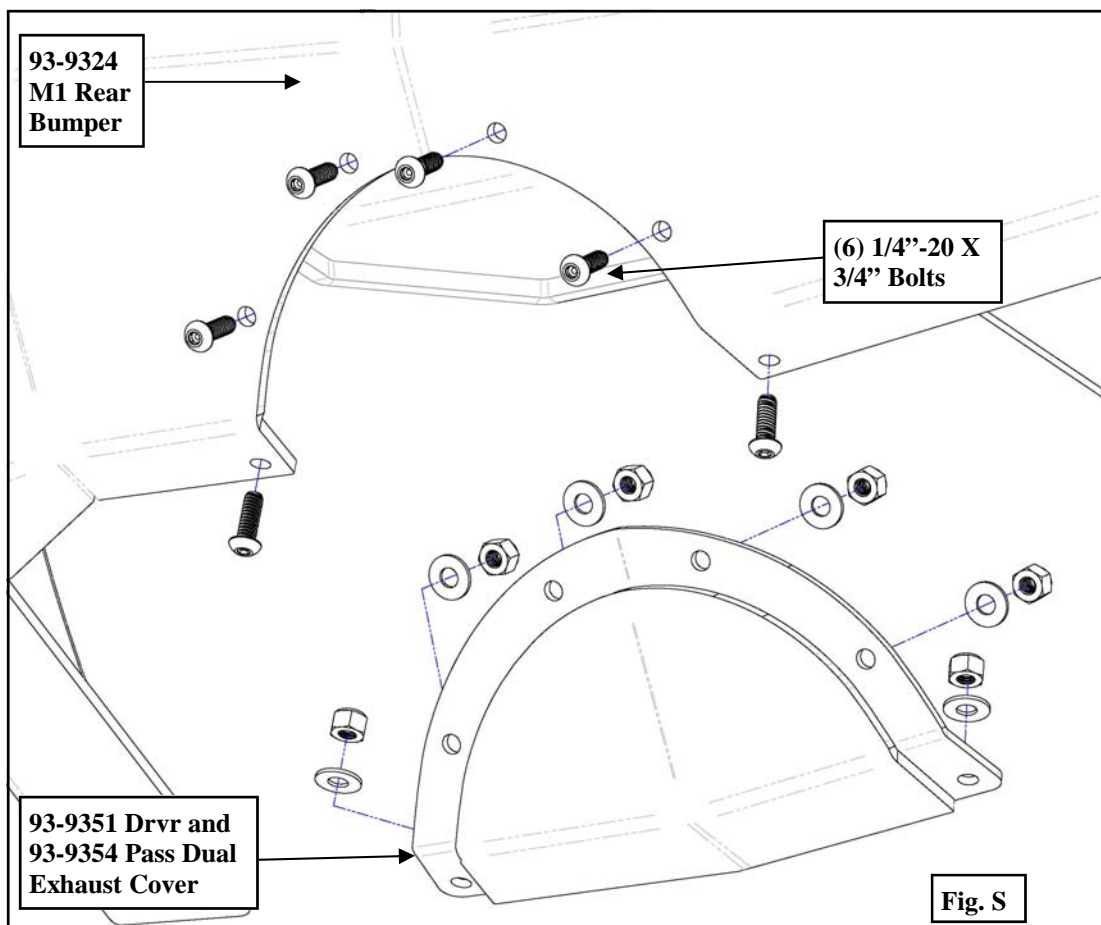 93-9324
M1 Rear
Bumper
(6) 1/4”-20 X
3/4” Bolts
93-9351 Drvr and
93-9354 Pass Dual
Exhaust Cover
Fig. S